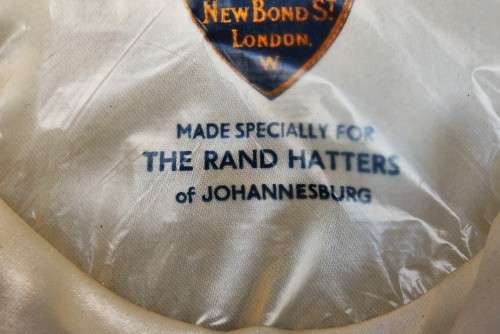 NEW BOND ST.
LONDON,
W
MADE SPECIALLY FOR
THE RAND HATTERS
of JOHANNESBURG